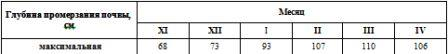 Глубина промерзания почвы, см
Месяц
XI XII I II III IV
максимальная 68 73 93 107 110 106